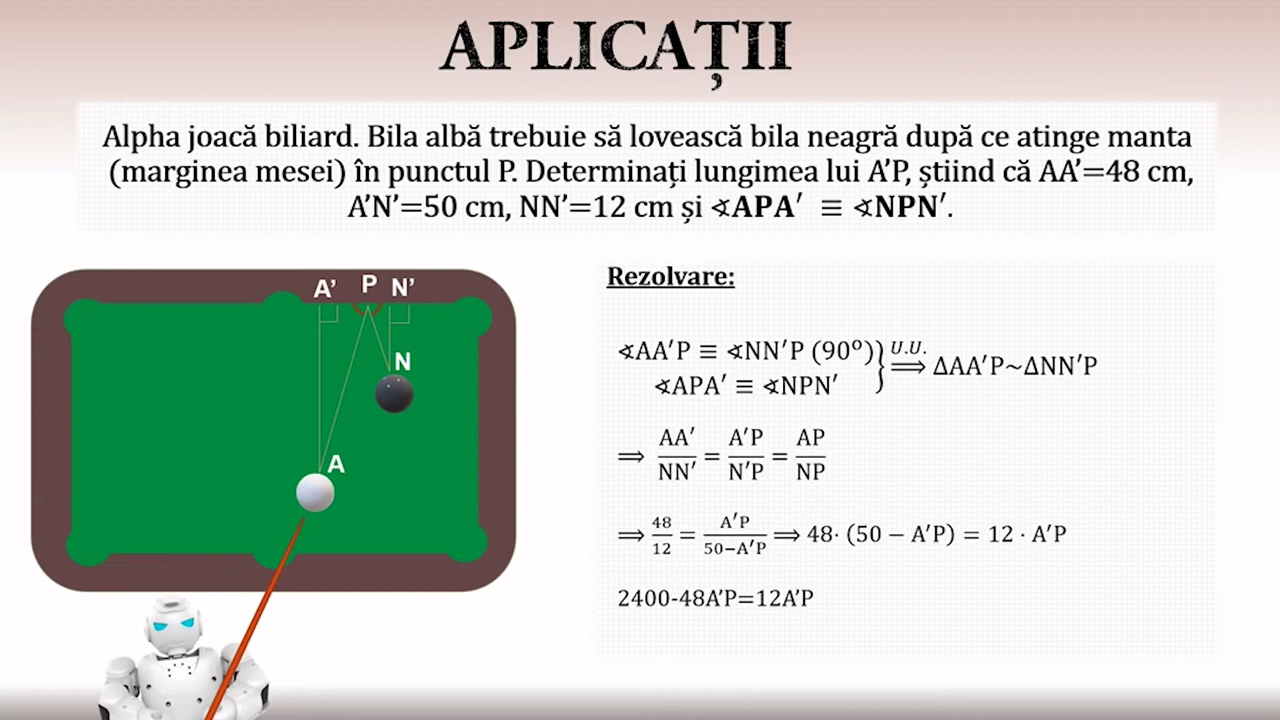 APLICAȚII
Alpha joacă biliard. Bila albă trebuie să lovească bila neagră după ce atinge manta
(marginea mesei) în punctul P. Determinați lungimea lui A’P, știind că AA’=48 cm,
A’N’=50 cm, NN’=12 cm și ∢APA′ ≡ ∢NPN′.
A’ P N’
N
A
Rezolvare:
∢AA′P ≡ ∢NN′P (90⁰)
∢APA′ ≡ ∢NPN′
} U.U. ⟹ ΔAA′P~ΔNN′P
⟹ AA′/NN′ = A′P/N′P = AP/NP
⟹ 48/12 = A′P/50−A′P ⟹ 48· (50 − A′P) = 12 · A′P
2400-48A’P=12A’P